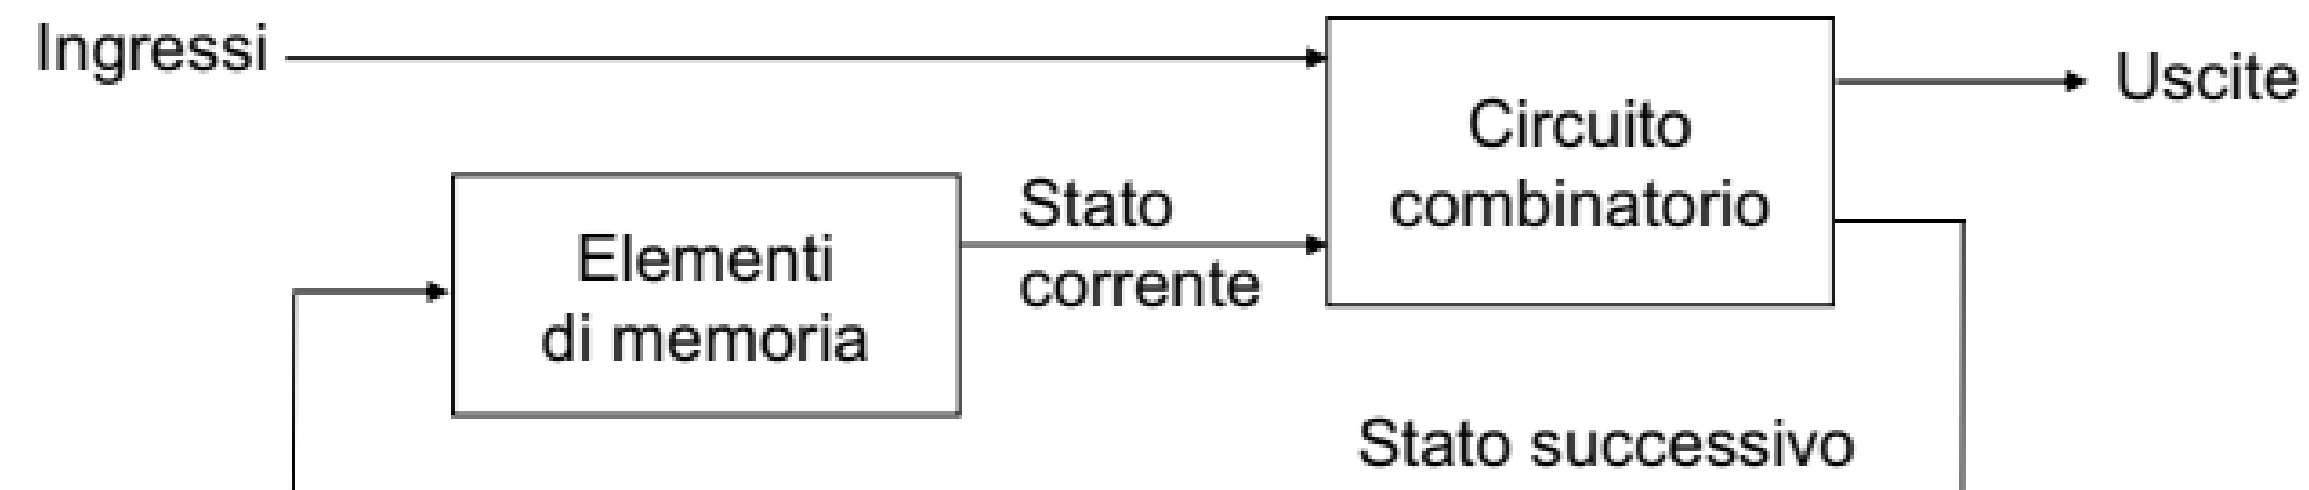 Ingressi
Uscite
Circuito
combinatorio
Stato
corrente
Elementi
di memoria
Stato successivo